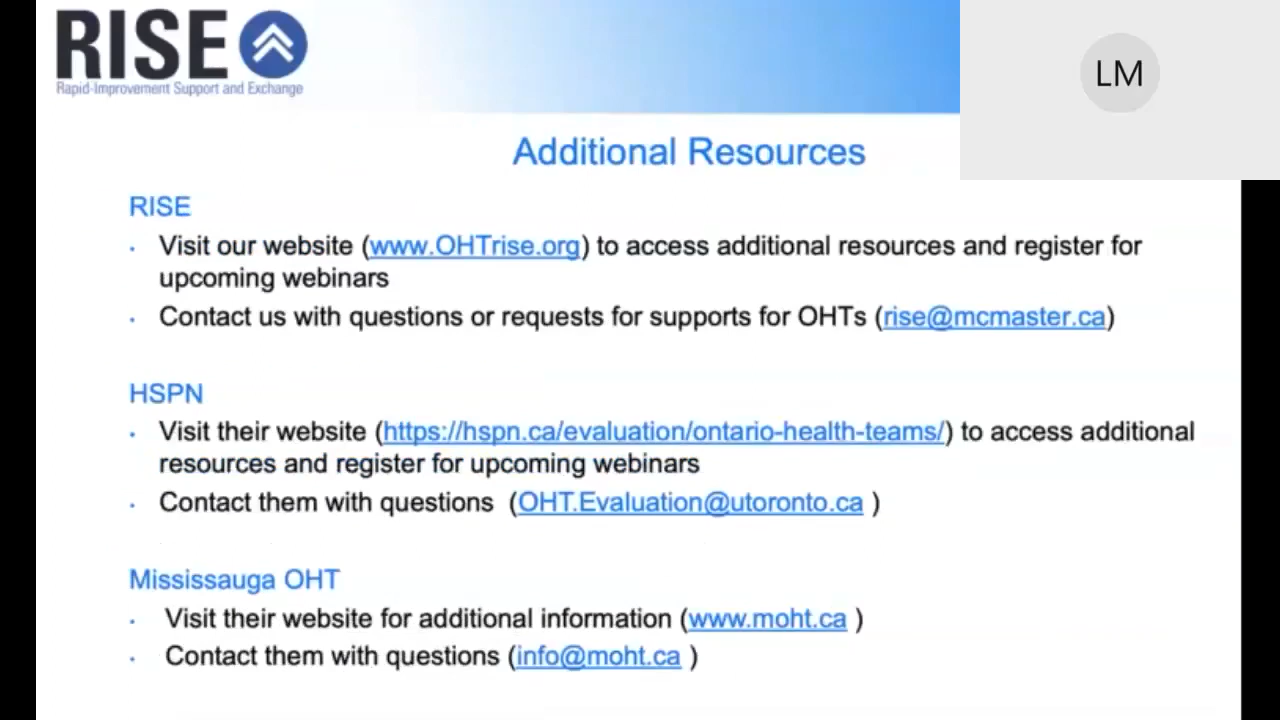 RISE
Rapid-Improvement Support and Exchange
LM
Additional Resources
RISE
· Visit our website (www.OHTrise.org) to access additional resources and register for
upcoming webinars
· Contact us with questions or requests for supports for OHTs (rise@mcmaster.ca)
HSPN
· Visit their website (https://hspn.ca/evaluation/ontario-health-teams/) to access additional
resources and register for upcoming webinars
· Contact them with questions (OHT.Evaluation@utoronto.ca )
Mississauga OHT
· Visit their website for additional information (www.moht.ca )
· Contact them with questions (info@moht.ca )